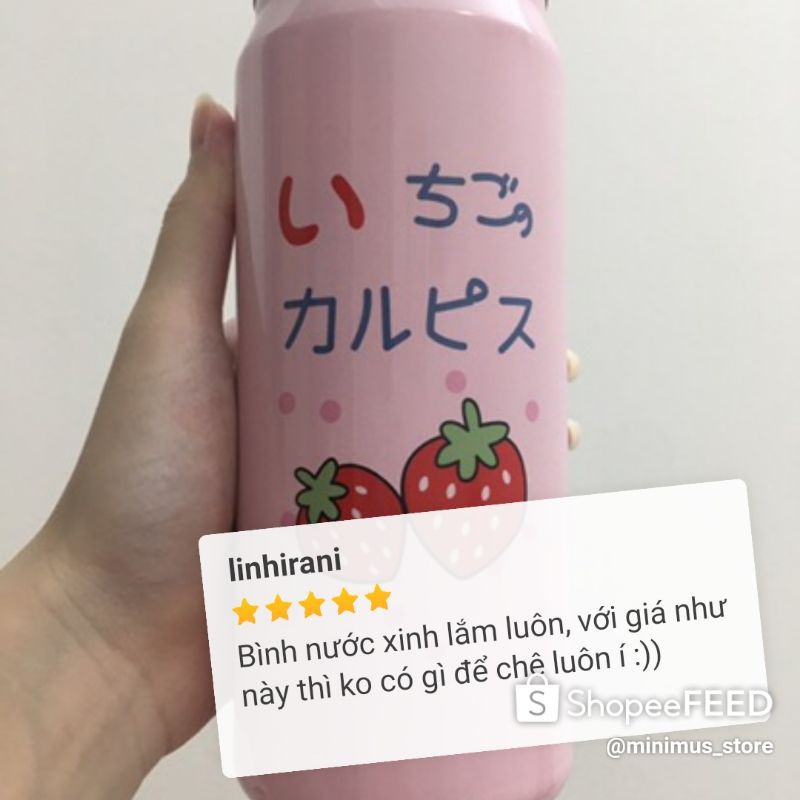 いちごの
カルピス
linhirani
Bình nước xinh lắm luôn, với giá như
này thì ko có gì để chê luôn í :))
ShopeeFEED
@minimus_store